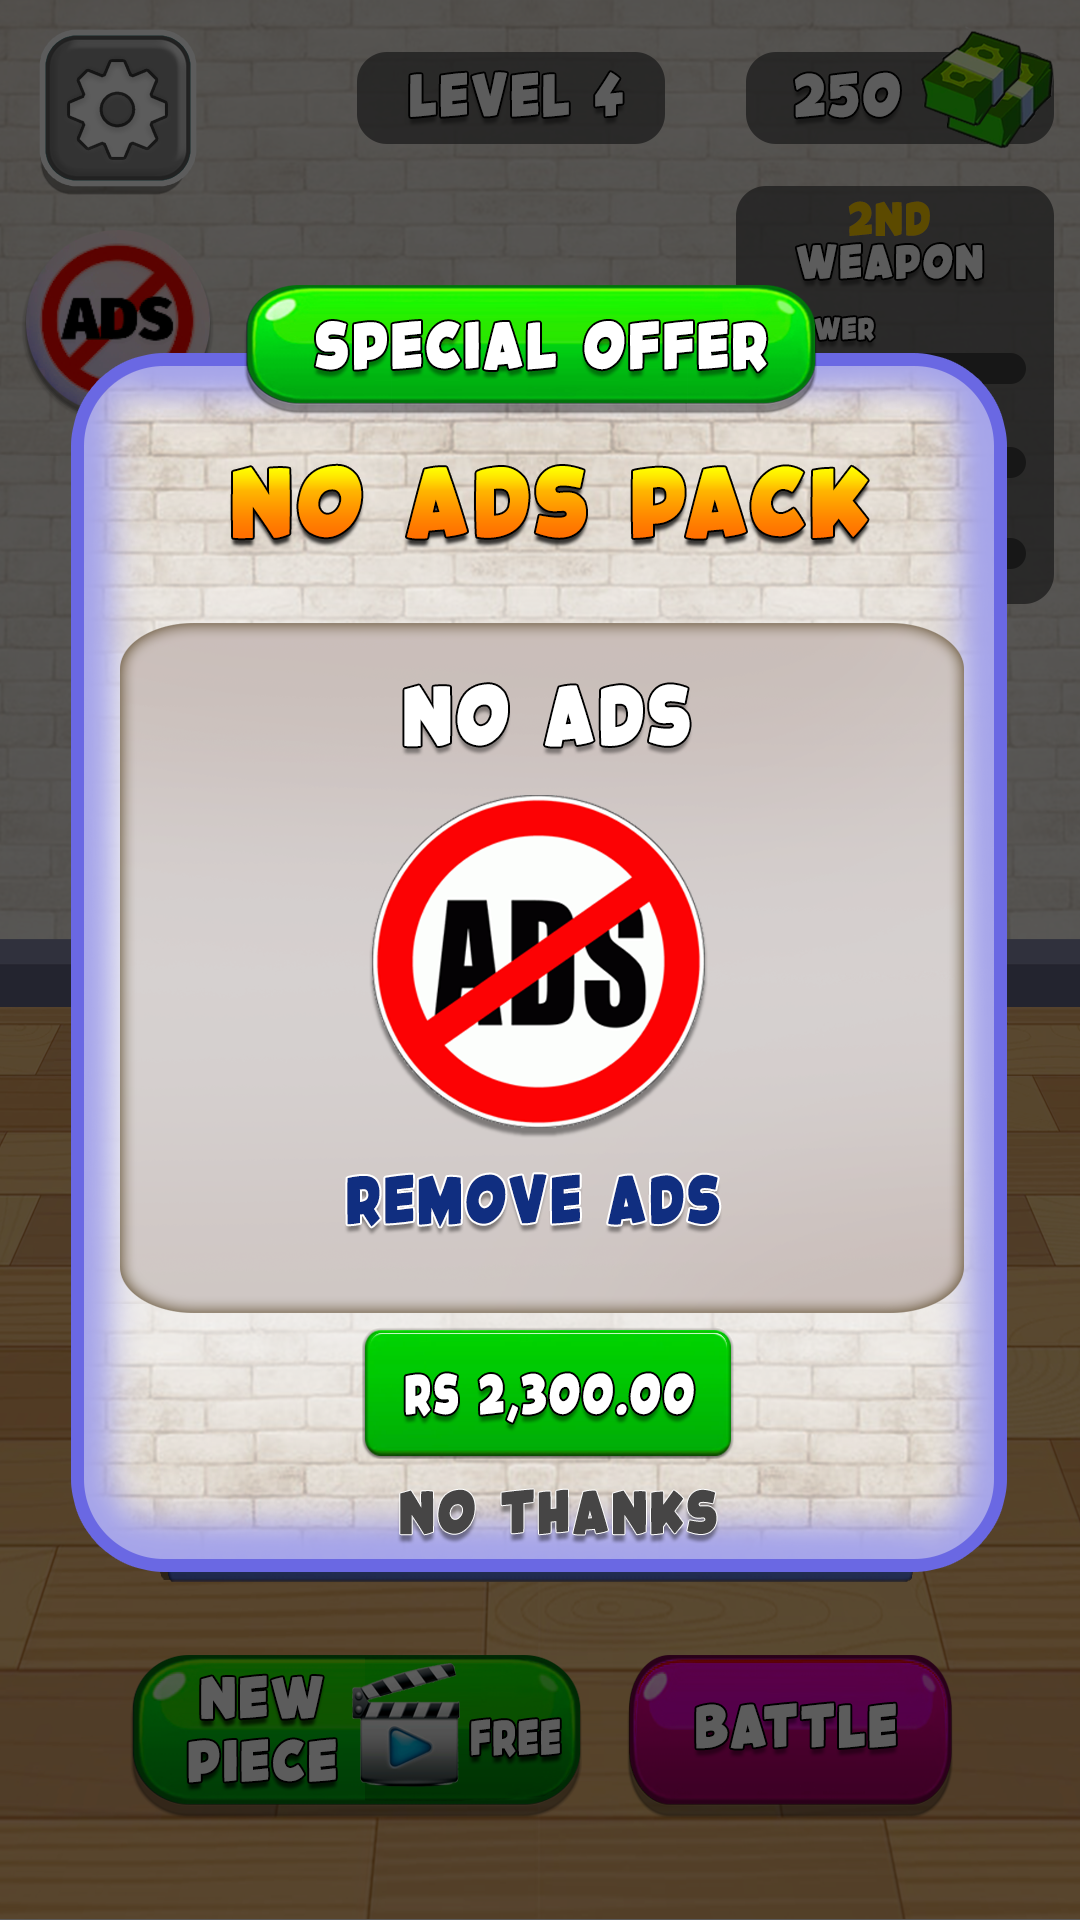 LEVEL 4
250
2ND
WEAPON
ADS
WER
SPECIAL OFFER
NO ADS PACK
NO ADS
ADS
REMOVE ADS
RS 2,300.00
NO THANKS
NEW
PIECE
FREE
BATTLE